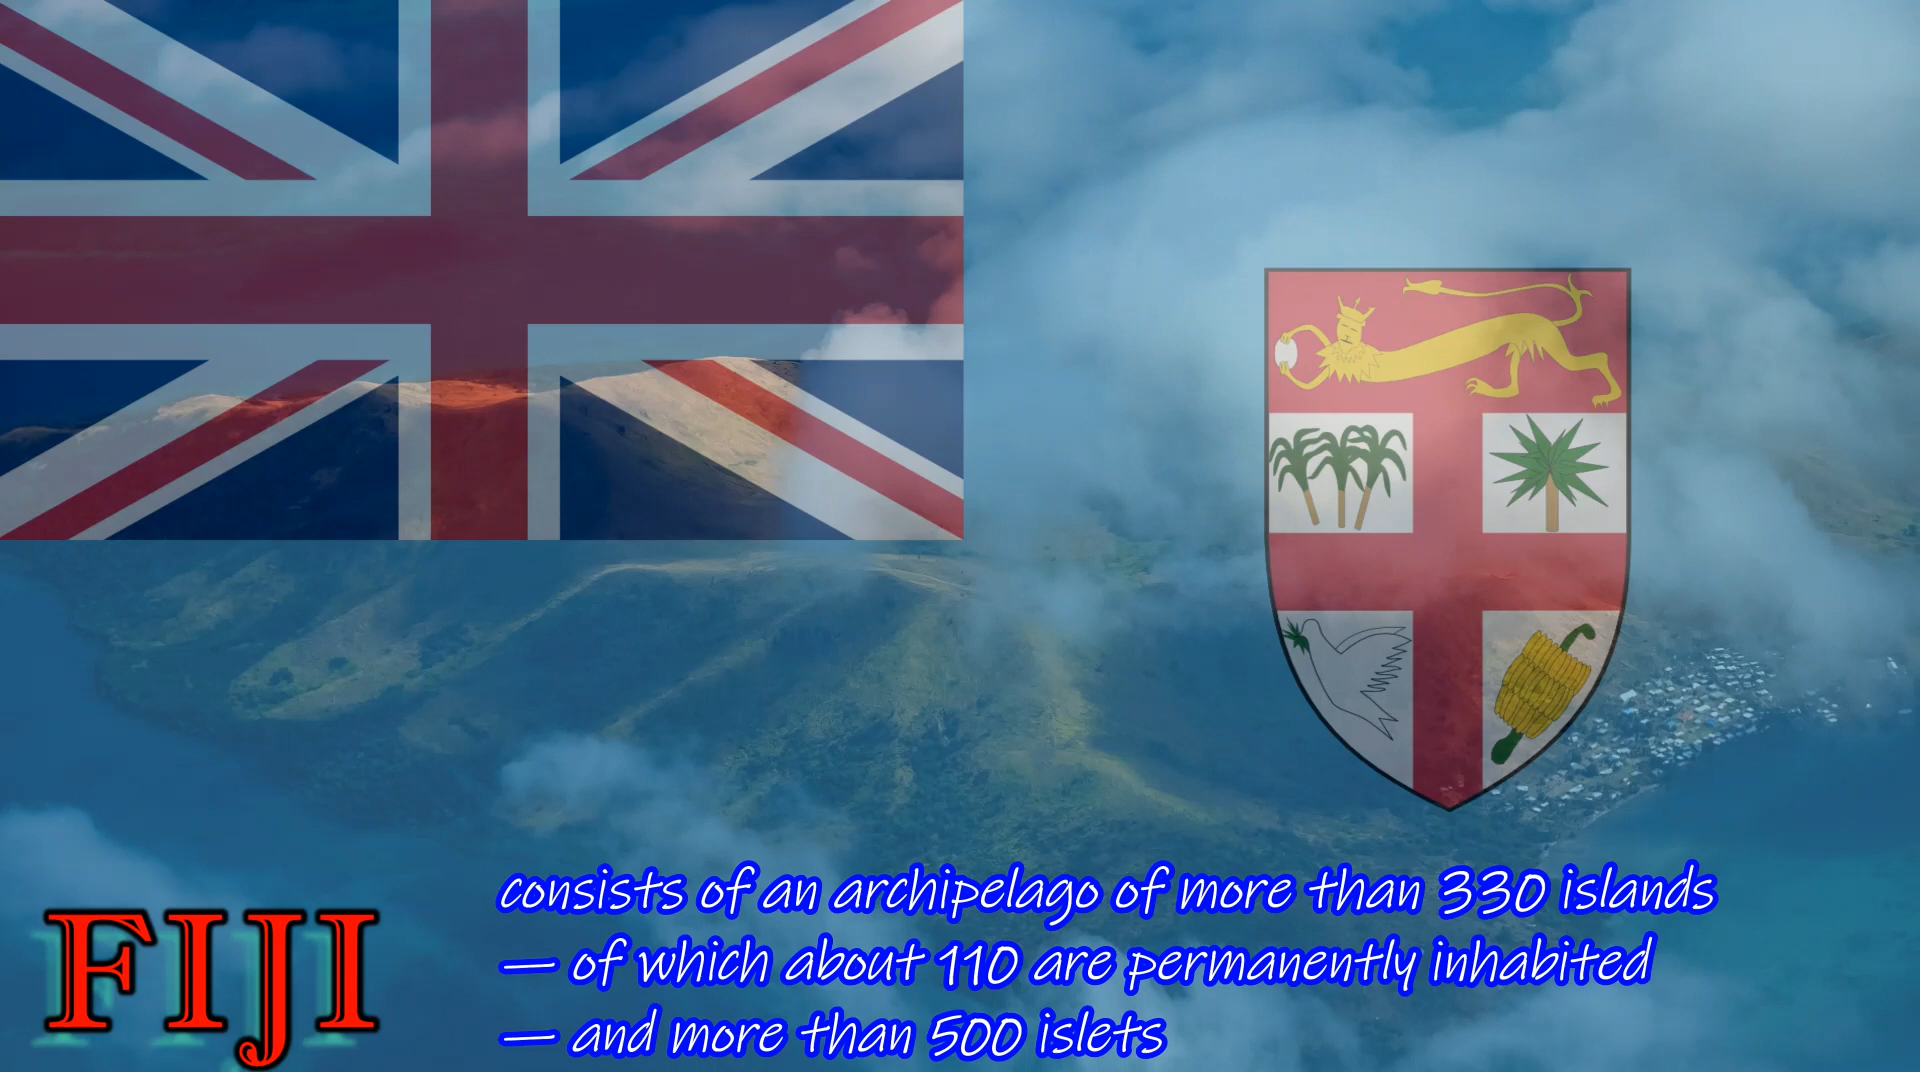 FIJI
consists of an archipelago of more than 330 islands
— of which about 110 are permanently inhabited
— and more than 500 islets